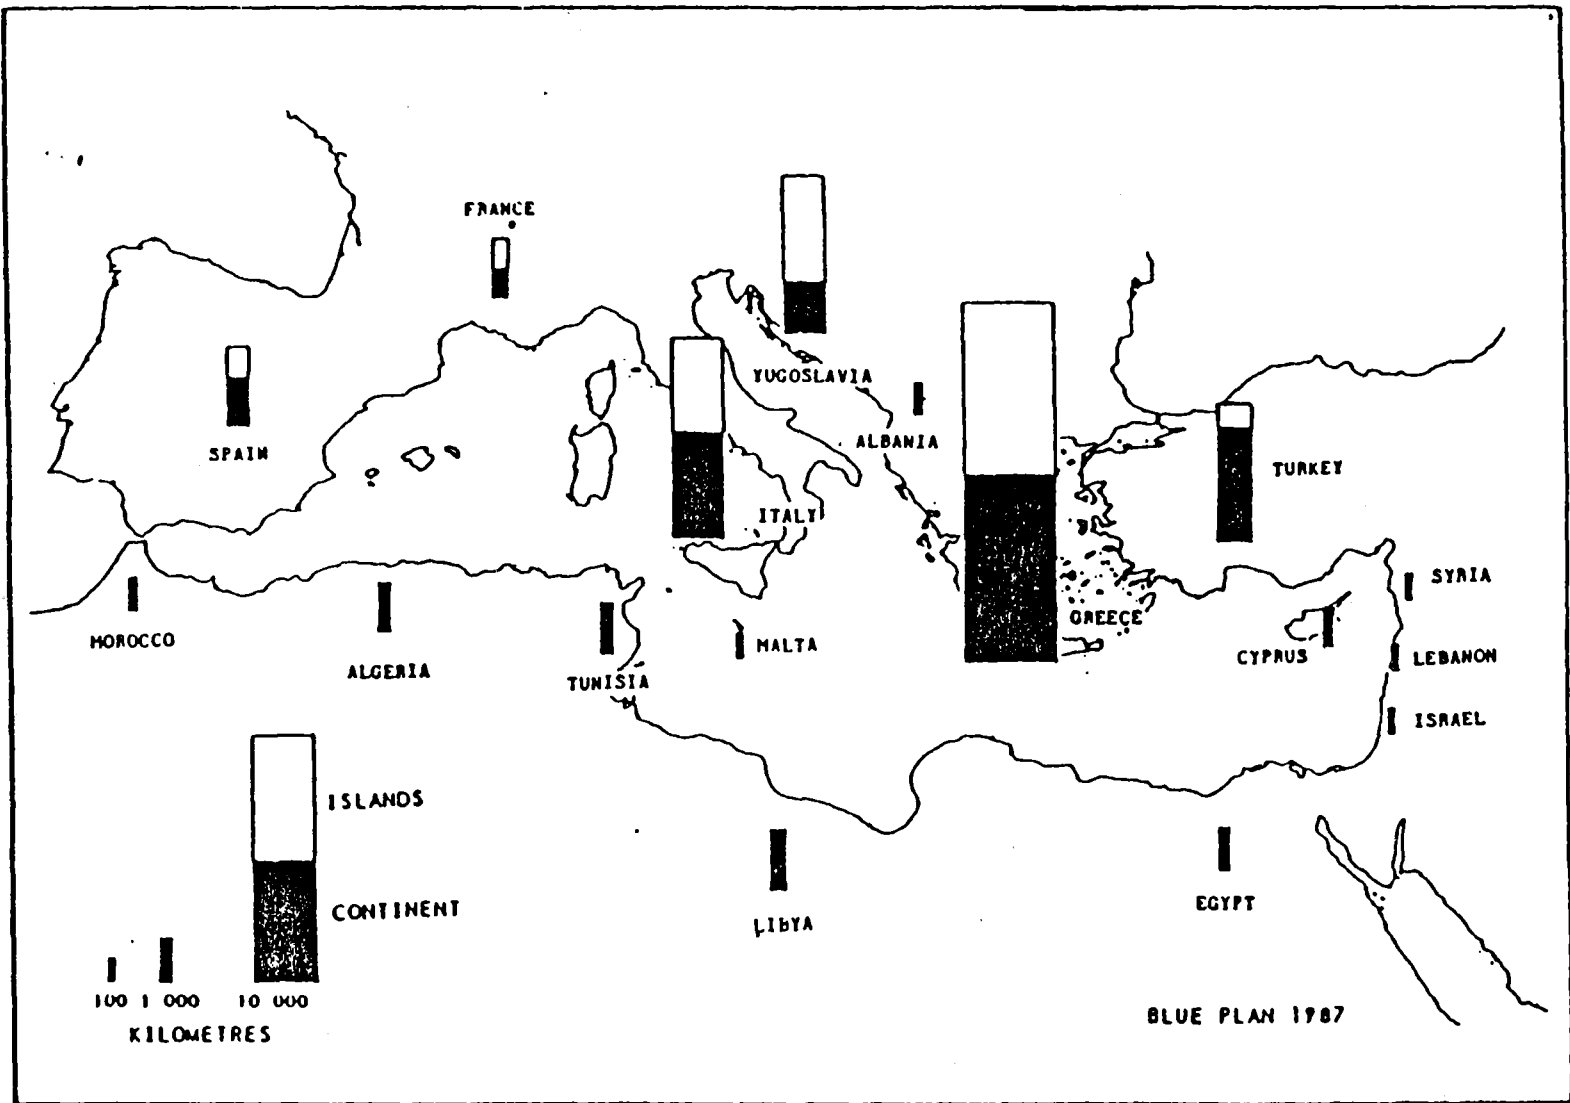 FRANCE
YUGOSLAVIA
ALBANIA
SPAIN
TURKEY
ITALY
SYRIA
GREECE
MOROCCO
MALTA
CYPRUS
LEBANON
ALGERIA
TUNISIA
ISRAEL
ISLANDS
CONTINENT
LIBYA
EGYPT
100 1 000 10 000
KILOMETRES
BLUE PLAN 1987